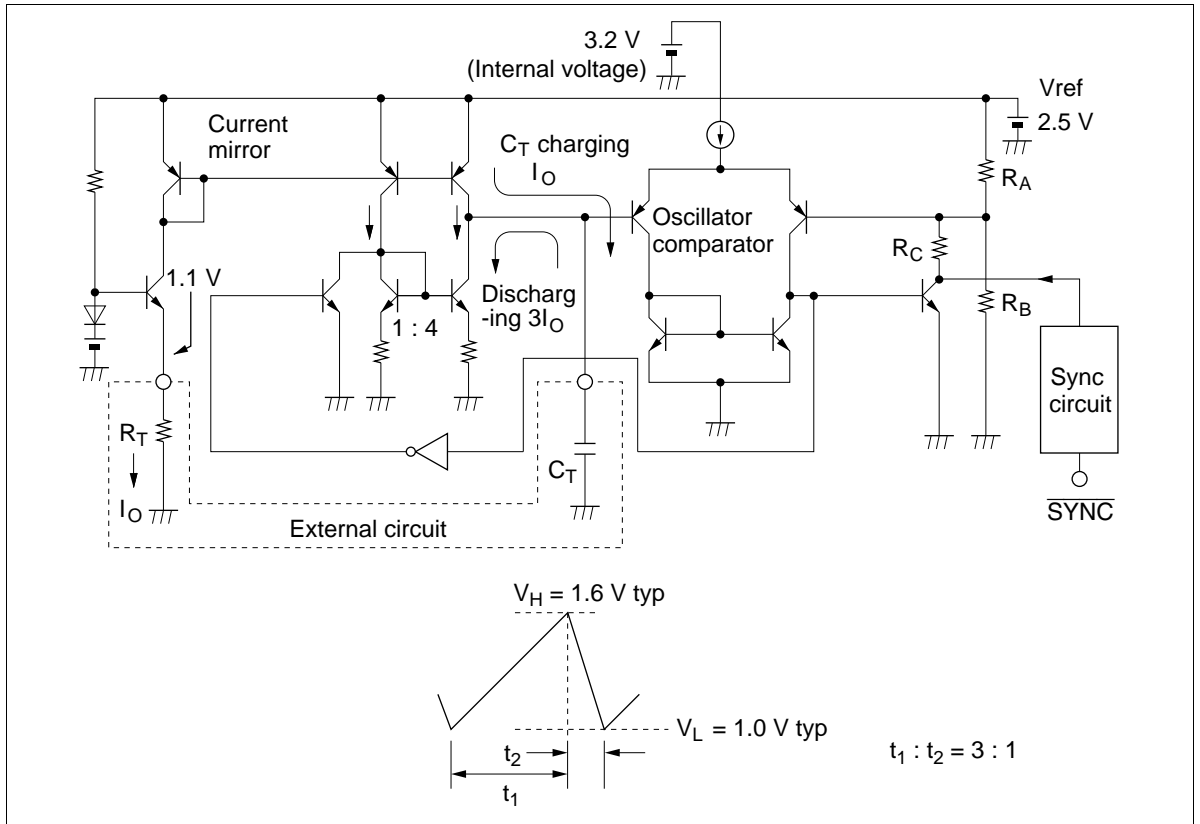 3.2 V
(Internal voltage)
Vref
2.5 V
Current
mirror
C_T charging
I_O
R_A
Oscillator
comparator
R_C
1.1 V
Discharg
-ing 3I_O
R_B
1 : 4
Sync
circuit
R_T
C_T
I_O
SYNC
External circuit
V_H = 1.6 V typ
V_L = 1.0 V typ
t_2
t_1 : t_2 = 3 : 1
t_1